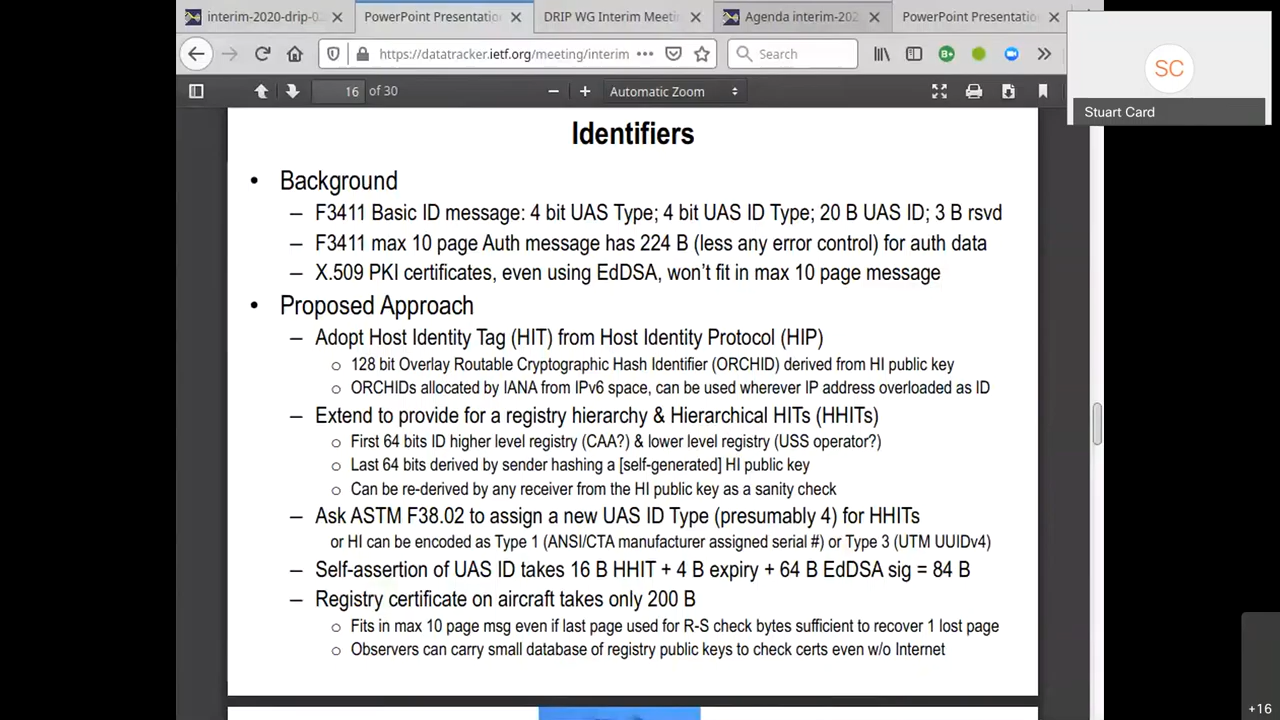 interim-2020-drip-0
PowerPoint Presentatio
DRIP WG Interim Meeti
Agenda interim-202
PowerPoint Presentatio
https://datatracker.ietf.org/meeting/interim
Search
16 of 30
Automatic Zoom
SC
Stuart Card
Identifiers
• Background
– F3411 Basic ID message: 4 bit UAS Type; 4 bit UAS ID Type; 20 B UAS ID; 3 B rsvd
– F3411 max 10 page Auth message has 224 B (less any error control) for auth data
– X.509 PKI certificates, even using EdDSA, won't fit in max 10 page message
• Proposed Approach
– Adopt Host Identity Tag (HIT) from Host Identity Protocol (HIP)
o 128 bit Overlay Routable Cryptographic Hash Identifier (ORCHID) derived from HI public key
o ORCHIDs allocated by IANA from IPv6 space, can be used wherever IP address overloaded as ID
– Extend to provide for a registry hierarchy & Hierarchical HITs (HHITs)
o First 64 bits ID higher level registry (CAA?) & lower level registry (USS operator?)
o Last 64 bits derived by sender hashing a [self-generated] HI public key
o Can be re-derived by any receiver from the HI public key as a sanity check
– Ask ASTM F38.02 to assign a new UAS ID Type (presumably 4) for HHITs
or HI can be encoded as Type 1 (ANSI/CTA manufacturer assigned serial #) or Type 3 (UTM UUIDv4)
– Self-assertion of UAS ID takes 16 B HHIT + 4 B expiry + 64 B EdDSA sig = 84 B
– Registry certificate on aircraft takes only 200 B
o Fits in max 10 page msg even if last page used for R-S check bytes sufficient to recover 1 lost page
o Observers can carry small database of registry public keys to check certs even w/o Internet
+16